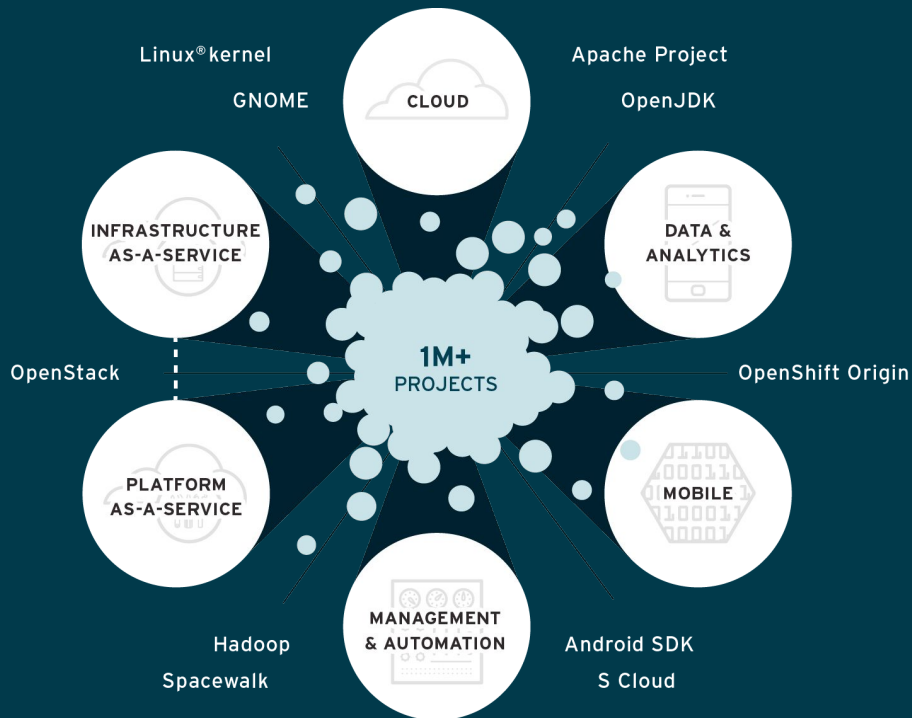 Linux® kernel
GNOME
CLOUD
Apache Project
OpenJDK
INFRASTRUCTURE
AS-A-SERVICE
DATA &
ANALYTICS
OpenStack
1M+
PROJECTS
OpenShift Origin
PLATFORM
AS-A-SERVICE
MOBILE
MANAGEMENT
& AUTOMATION
Hadoop
Spacewalk
Android SDK
S Cloud